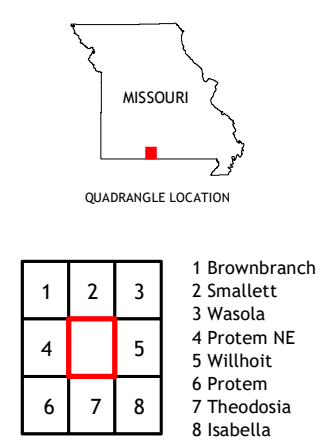 MISSOURI
QUADRANGLE LOCATION
1 2 3
4 5
6 7 8
1 Brownbranch
2 Smallett
3 Wasola
4 Protem NE
5 Willhoit
6 Protem
7 Theodosia
8 Isabella